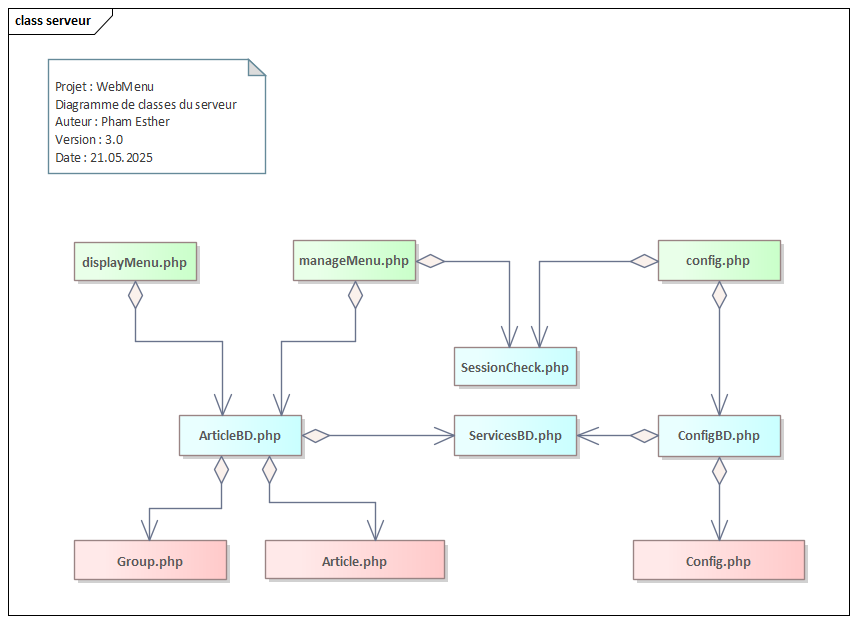 class serveur
Projet : WebMenu
Diagramme de classes du serveur
Auteur : Pham Esther
Version : 3.0
Date : 21.05.2025
displayMenu.php
manageMenu.php
config.php
SessionCheck.php
ArticleBD.php
ServicesBD.php
ConfigBD.php
Group.php
Article.php
Config.php